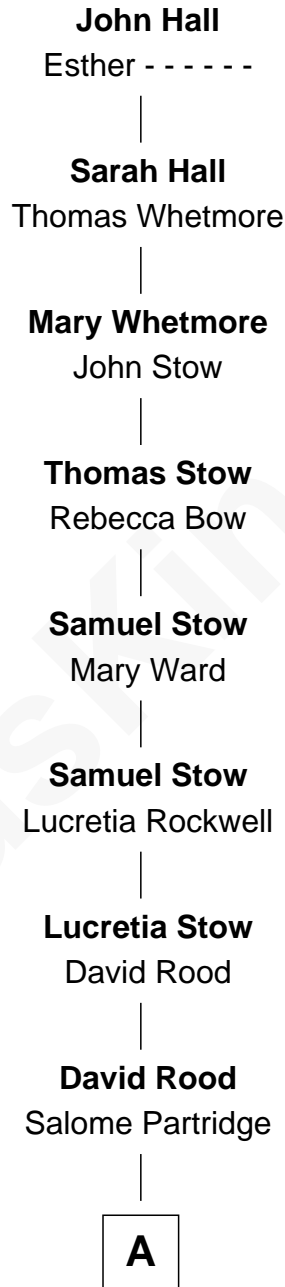 John Hall
Esther - - - - - -
Sarah Hall
Thomas Whetmore
Mary Whetmore
John Stow
Thomas Stow
Rebecca Bow
Samuel Stow
Mary Ward
Samuel Stow
Lucretia Rockwell
Lucretia Stow
David Rood
David Rood
Salome Partridge
A